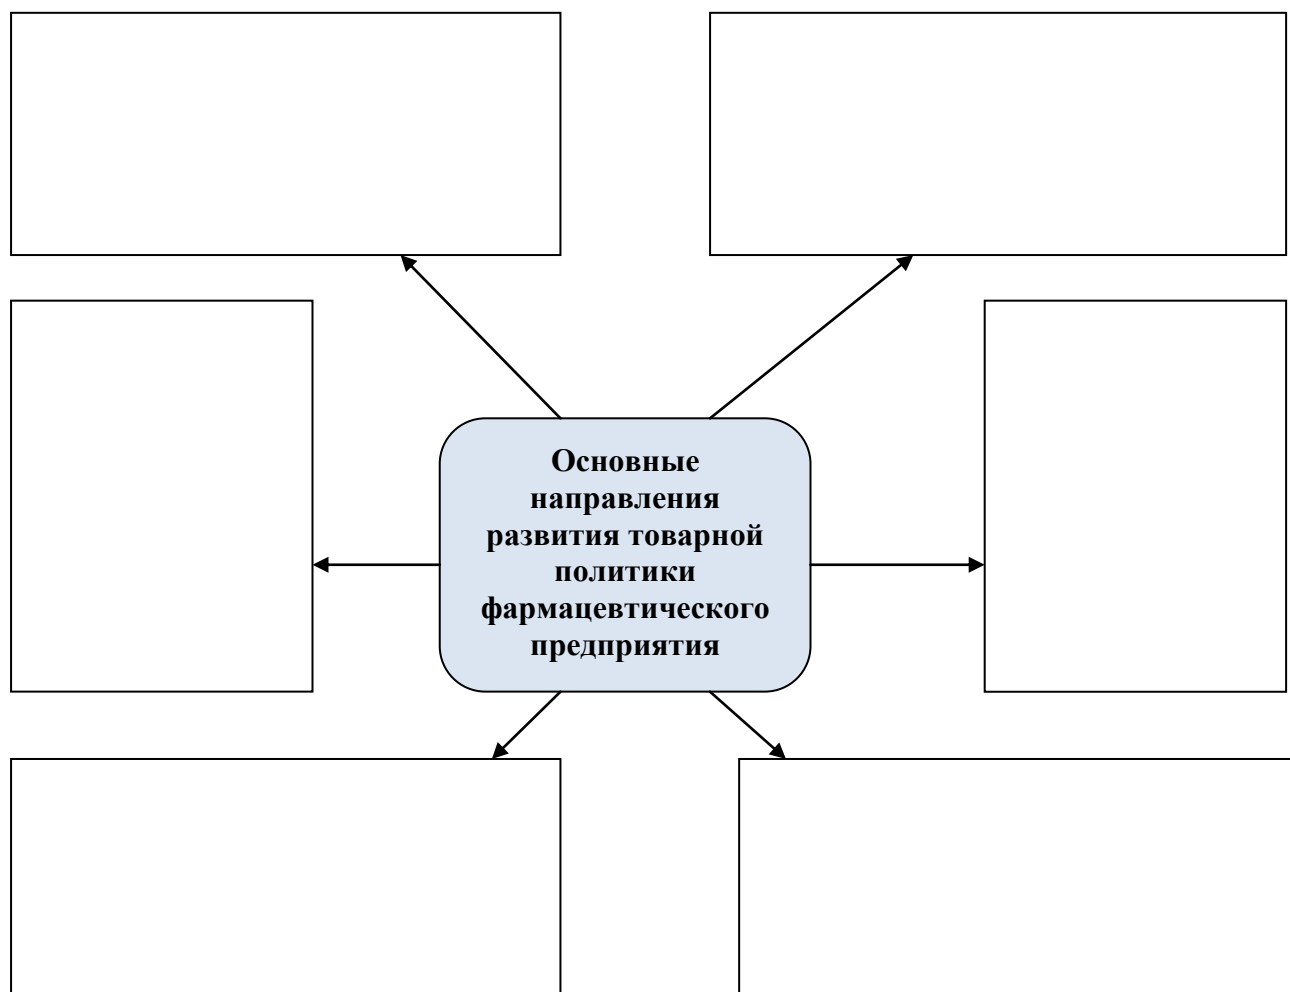 Основные
направления
развития товарной
политики
фармацевтического
предприятия